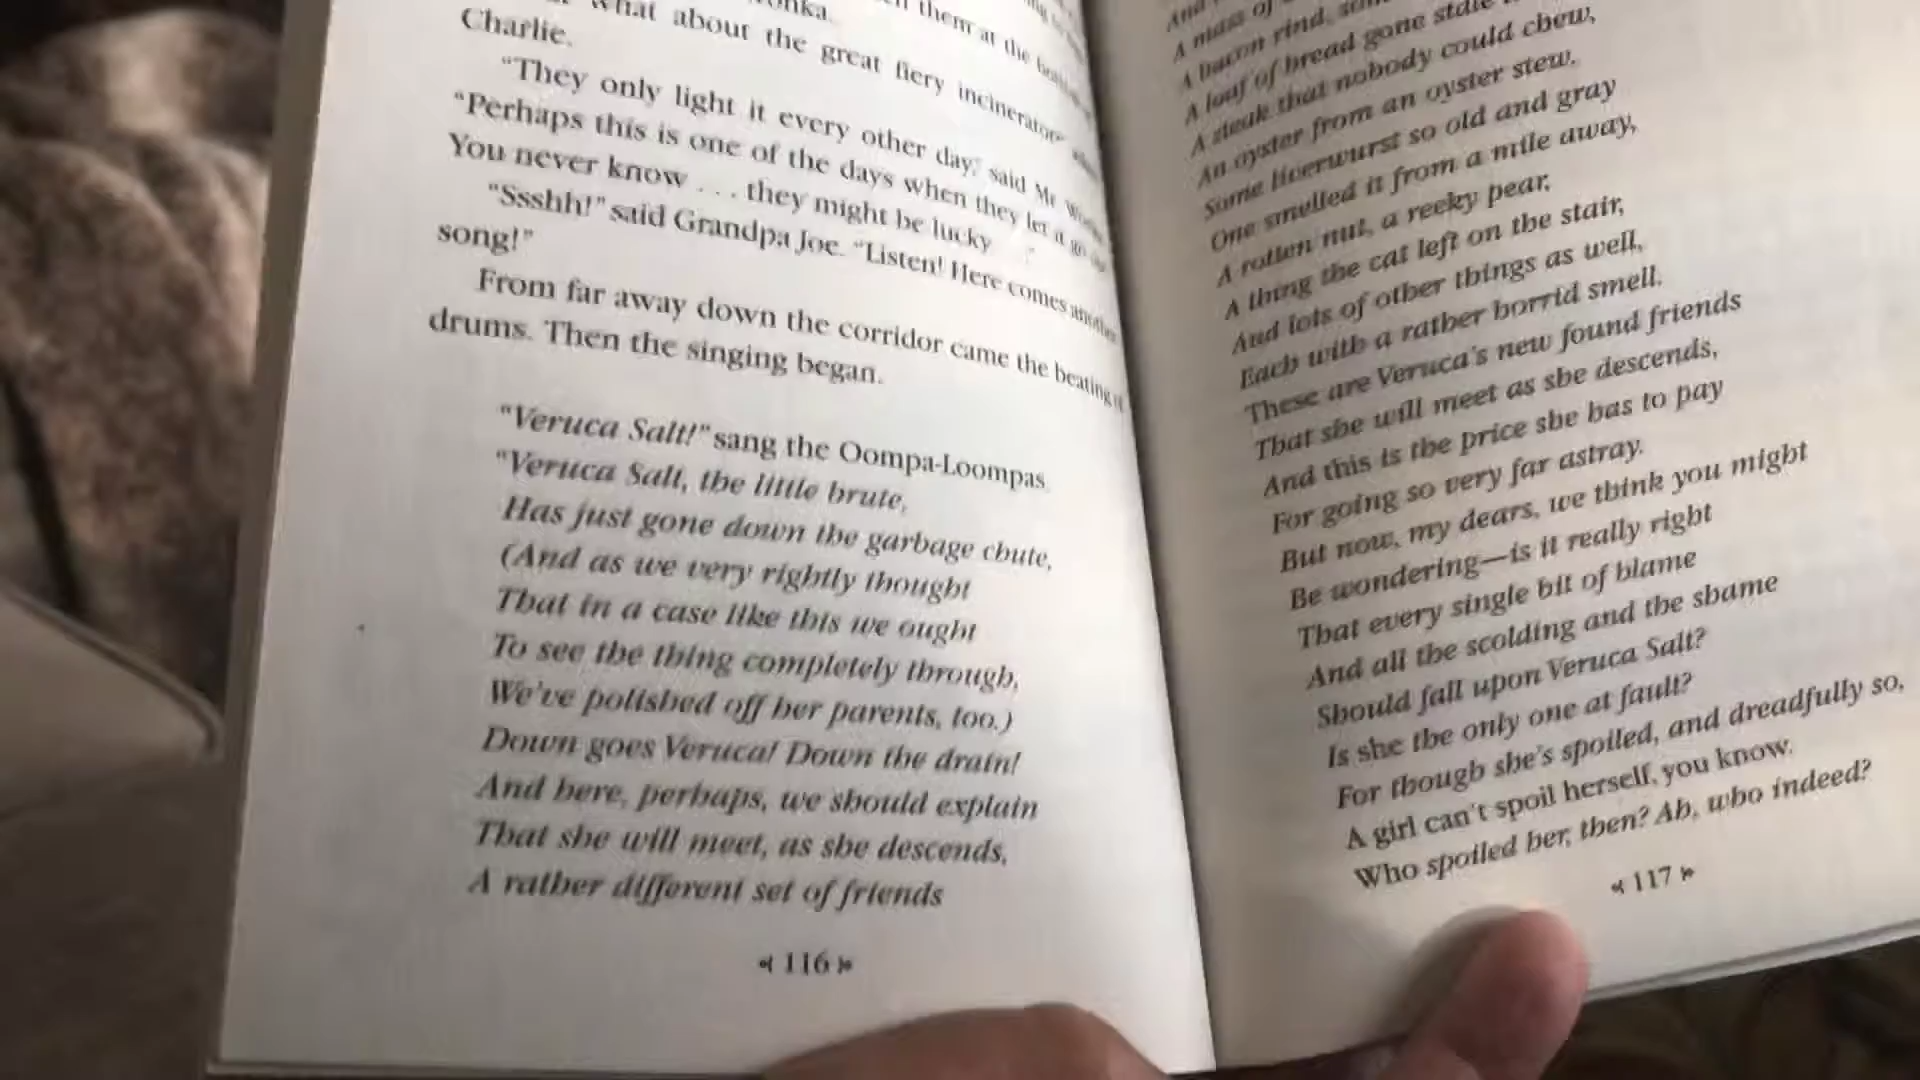 what about the great fiery incinerator?"
Charlie.
"They only light it every other day," said Mr
"Perhaps this is one of the days when they let it go
You never know . . . they might be lucky
"Ssshh!" said Grandpa Joe. "Listen! Here comes another
song!"
From far away down the corridor came the beating of
drums. Then the singing began.
"Veruca Salt!" sang the Oompa-Loompas.
"Veruca Salt, the little brute,
Has just gone down the garbage chute,
(And as we very rightly thought
That in a case like this we ought
To see the thing completely through,
We've polished off her parents, too.)
Down goes Veruca! Down the drain!
And here, perhaps, we should explain
That she will meet, as she descends,
A rather different set of friends
116
A mass of
A bacon rind,
A loaf of bread gone stale
A steak that nobody could chew,
An oyster from an oyster stew,
Some liverwurst so old and gray
One smelled it from a mile away,
A rotten nut, a reeky pear,
A thing the cat left on the stair,
And lots of other things as well,
Each with a rather horrid smell.
These are Veruca's new found friends
That she will meet as she descends,
And this is the price she has to pay
For going so very far astray.
But now, my dears, we think you might
Be wondering—is it really right
That every single bit of blame
And all the scolding and the shame
Should fall upon Veruca Salt?
Is she the only one at fault?
For though she's spoiled, and dreadfully so,
A girl can't spoil herself, you know.
Who spoiled her, then? Ah, who indeed?
117